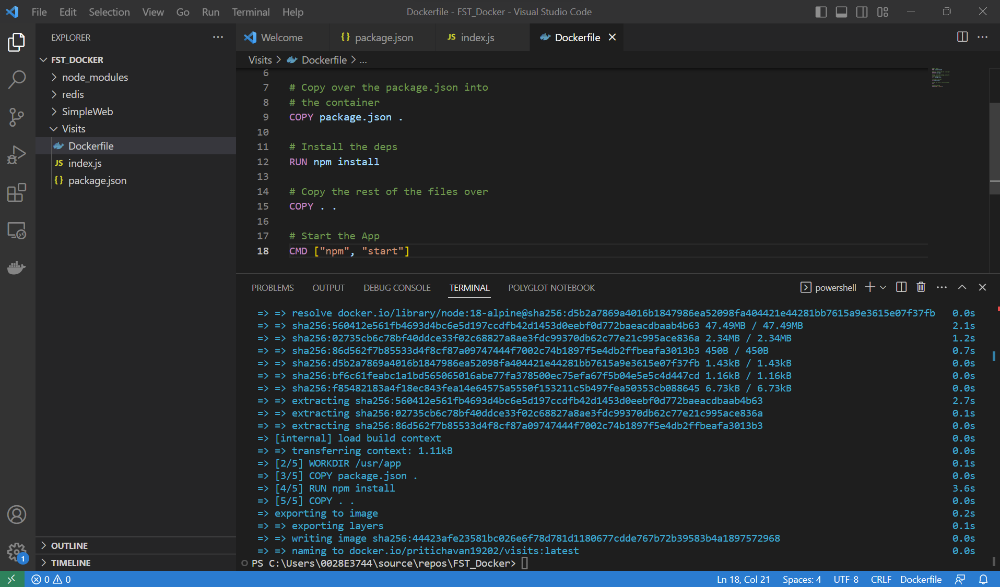 File Edit Selection View Go Run Terminal Help Dockerfile - FST_Docker - Visual Studio Code
EXPLORER
Welcome {} package.json JS index.js Dockerfile
FST_DOCKER
node_modules
redis
SimpleWeb
Visits
Dockerfile
JS index.js
{} package.json
OUTLINE
TIMELINE
1
Visits > Dockerfile > ...
6
7 # Copy over the package.json into
8 # the container
9 COPY package.json .
10
11 # Install the deps
12 RUN npm install
13
14 # Copy the rest of the files over
15 COPY . .
16
17 # Start the App
18 CMD ["npm", "start"]
PROBLEMS OUTPUT DEBUG CONSOLE TERMINAL POLYGLOT NOTEBOOK powershell
=> => resolve docker.io/library/node:18-alpine@sha256:d5b2a7869a4016b1847986ea52098fa404421e44281bb7615a9e3615e07f37fb 0.0s
=> => sha256:560412e561fb4693d4bc6e5d197ccdfb42d1453d0eebf0d772baeacdbaab4b63 47.49MB / 47.49MB 2.1s
=> => sha256:02735cb6c78bf40ddce33f02c68827a8ae3fdc99370db62c77e21c995ace836a 2.34MB / 2.34MB 1.2s
=> => sha256:86d562f7b85533d4f8cf87a09747444f7002c74b1897f5e4db2ffbeafa3013b3 450B / 450B 0.7s
=> => sha256:d5b2a7869a4016b1847986ea52098fa404421e44281bb7615a9e3615e07f37fb 1.43kB / 1.43kB 0.0s
=> => sha256:bf6c61feabc1a1bd565065016abe77fa378500ec75efa67f5b04e5e5c4d447cd 1.16kB / 1.16kB 0.0s
=> => sha256:f85482183a4f18ec843fea14e64575a5550f153211c5b497fea50353cb088645 6.73kB / 6.73kB 0.0s
=> => extracting sha256:560412e561fb4693d4bc6e5d197ccdfb42d1453d0eebf0d772baeacdbaab4b63 2.7s
=> => extracting sha256:02735cb6c78bf40ddce33f02c68827a8ae3fdc99370db62c77e21c995ace836a 0.1s
=> => extracting sha256:86d562f7b85533d4f8cf87a09747444f7002c74b1897f5e4db2ffbeafa3013b3 0.0s
=> [internal] load build context 0.0s
=> => transferring context: 1.11kB 0.0s
=> [2/5] WORKDIR /usr/app 0.1s
=> [3/5] COPY package.json . 0.0s
=> [4/5] RUN npm install 3.6s
=> [5/5] COPY . . 0.0s
=> exporting to image 0.2s
=> => exporting layers 0.1s
=> => writing image sha256:44423afe23581bc026e6f78d781d1180677cdde767b72b39583b4a1897572968 0.0s
=> => naming to docker.io/pritichavan19202/visits:latest 0.0s
PS C:\Users\0028E3744\source\repos\FST_Docker>
0 0 Ln 18, Col 21 Spaces: 4 UTF-8 CRLF Dockerfile